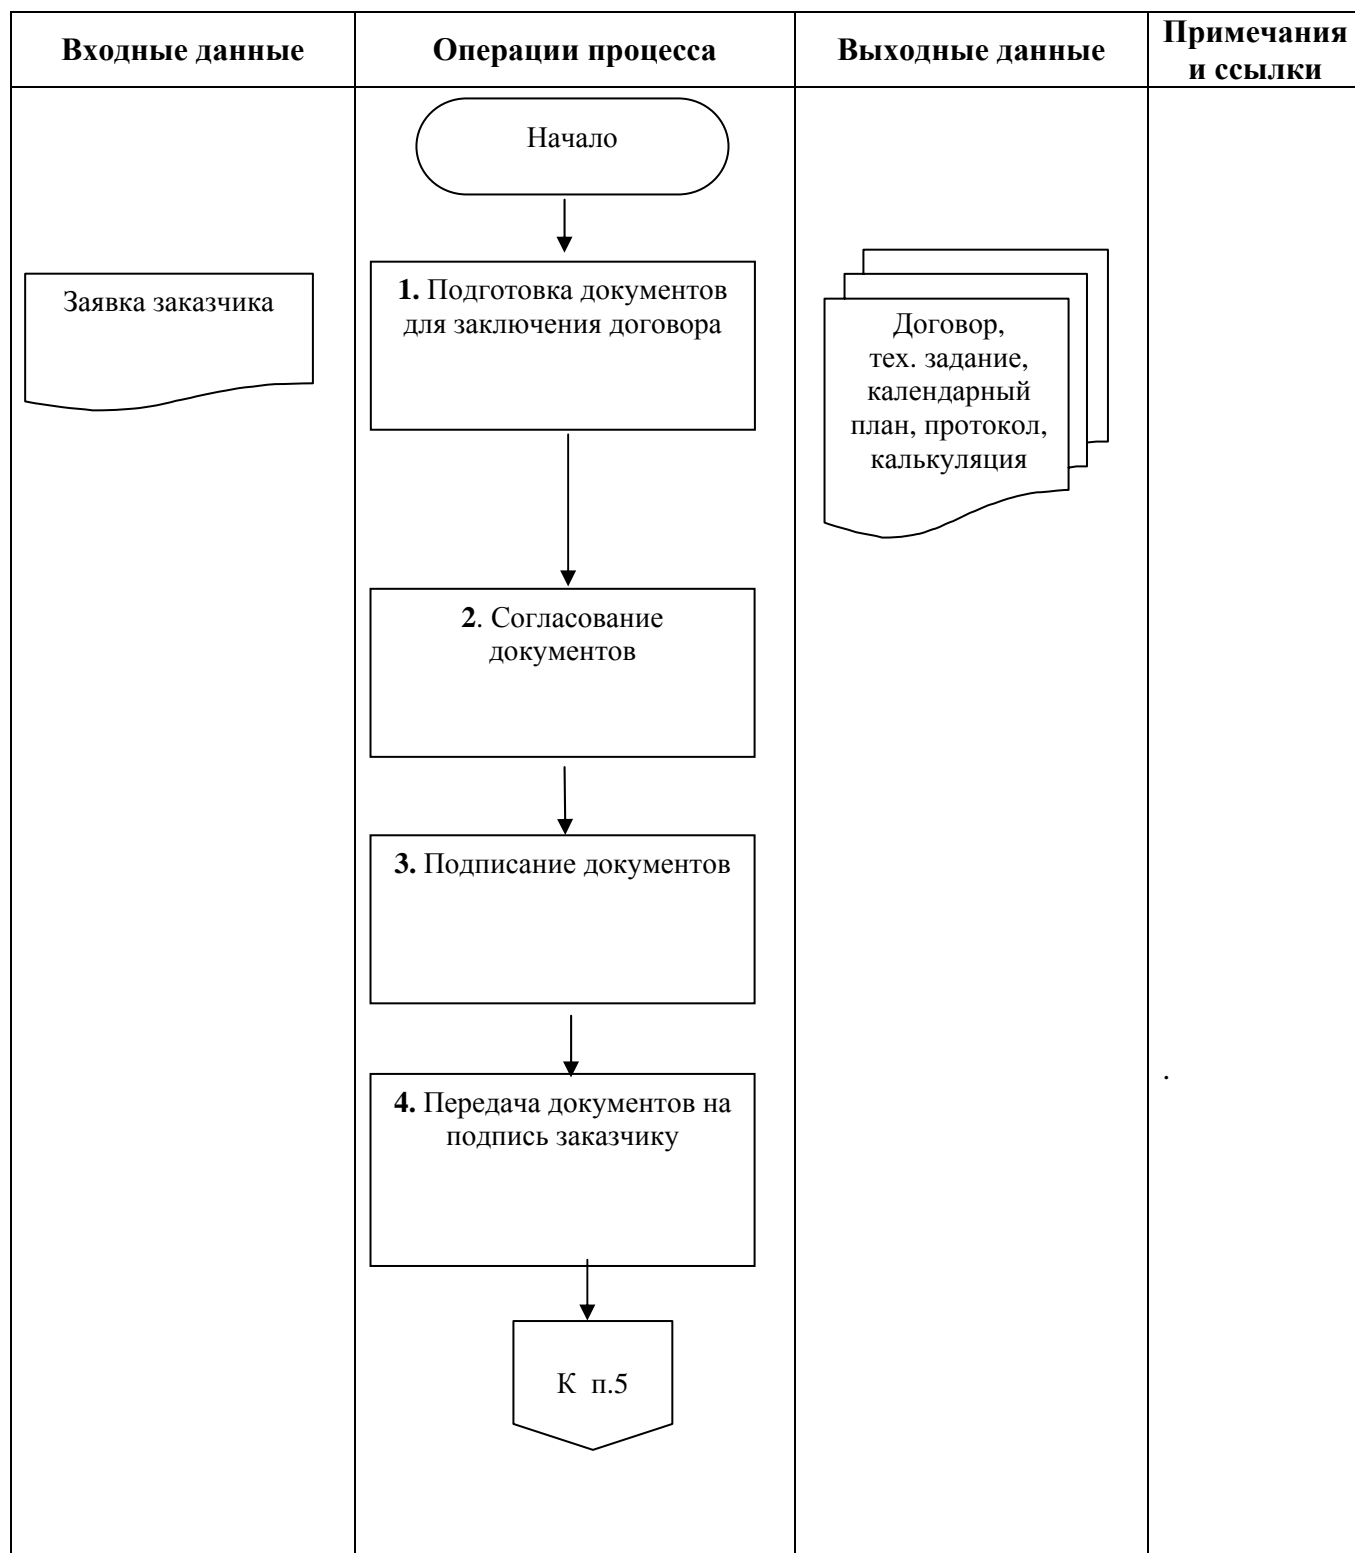 Входные данные
Операции процесса
Выходные данные
Примечания
и ссылки
Начало
Заявка заказчика
1. Подготовка документов
для заключения договора
Договор,
тех. задание,
календарный
план, протокол,
калькуляция
2. Согласование
документов
3. Подписание документов
4. Передача документов на
подпись заказчику
.
К п.5